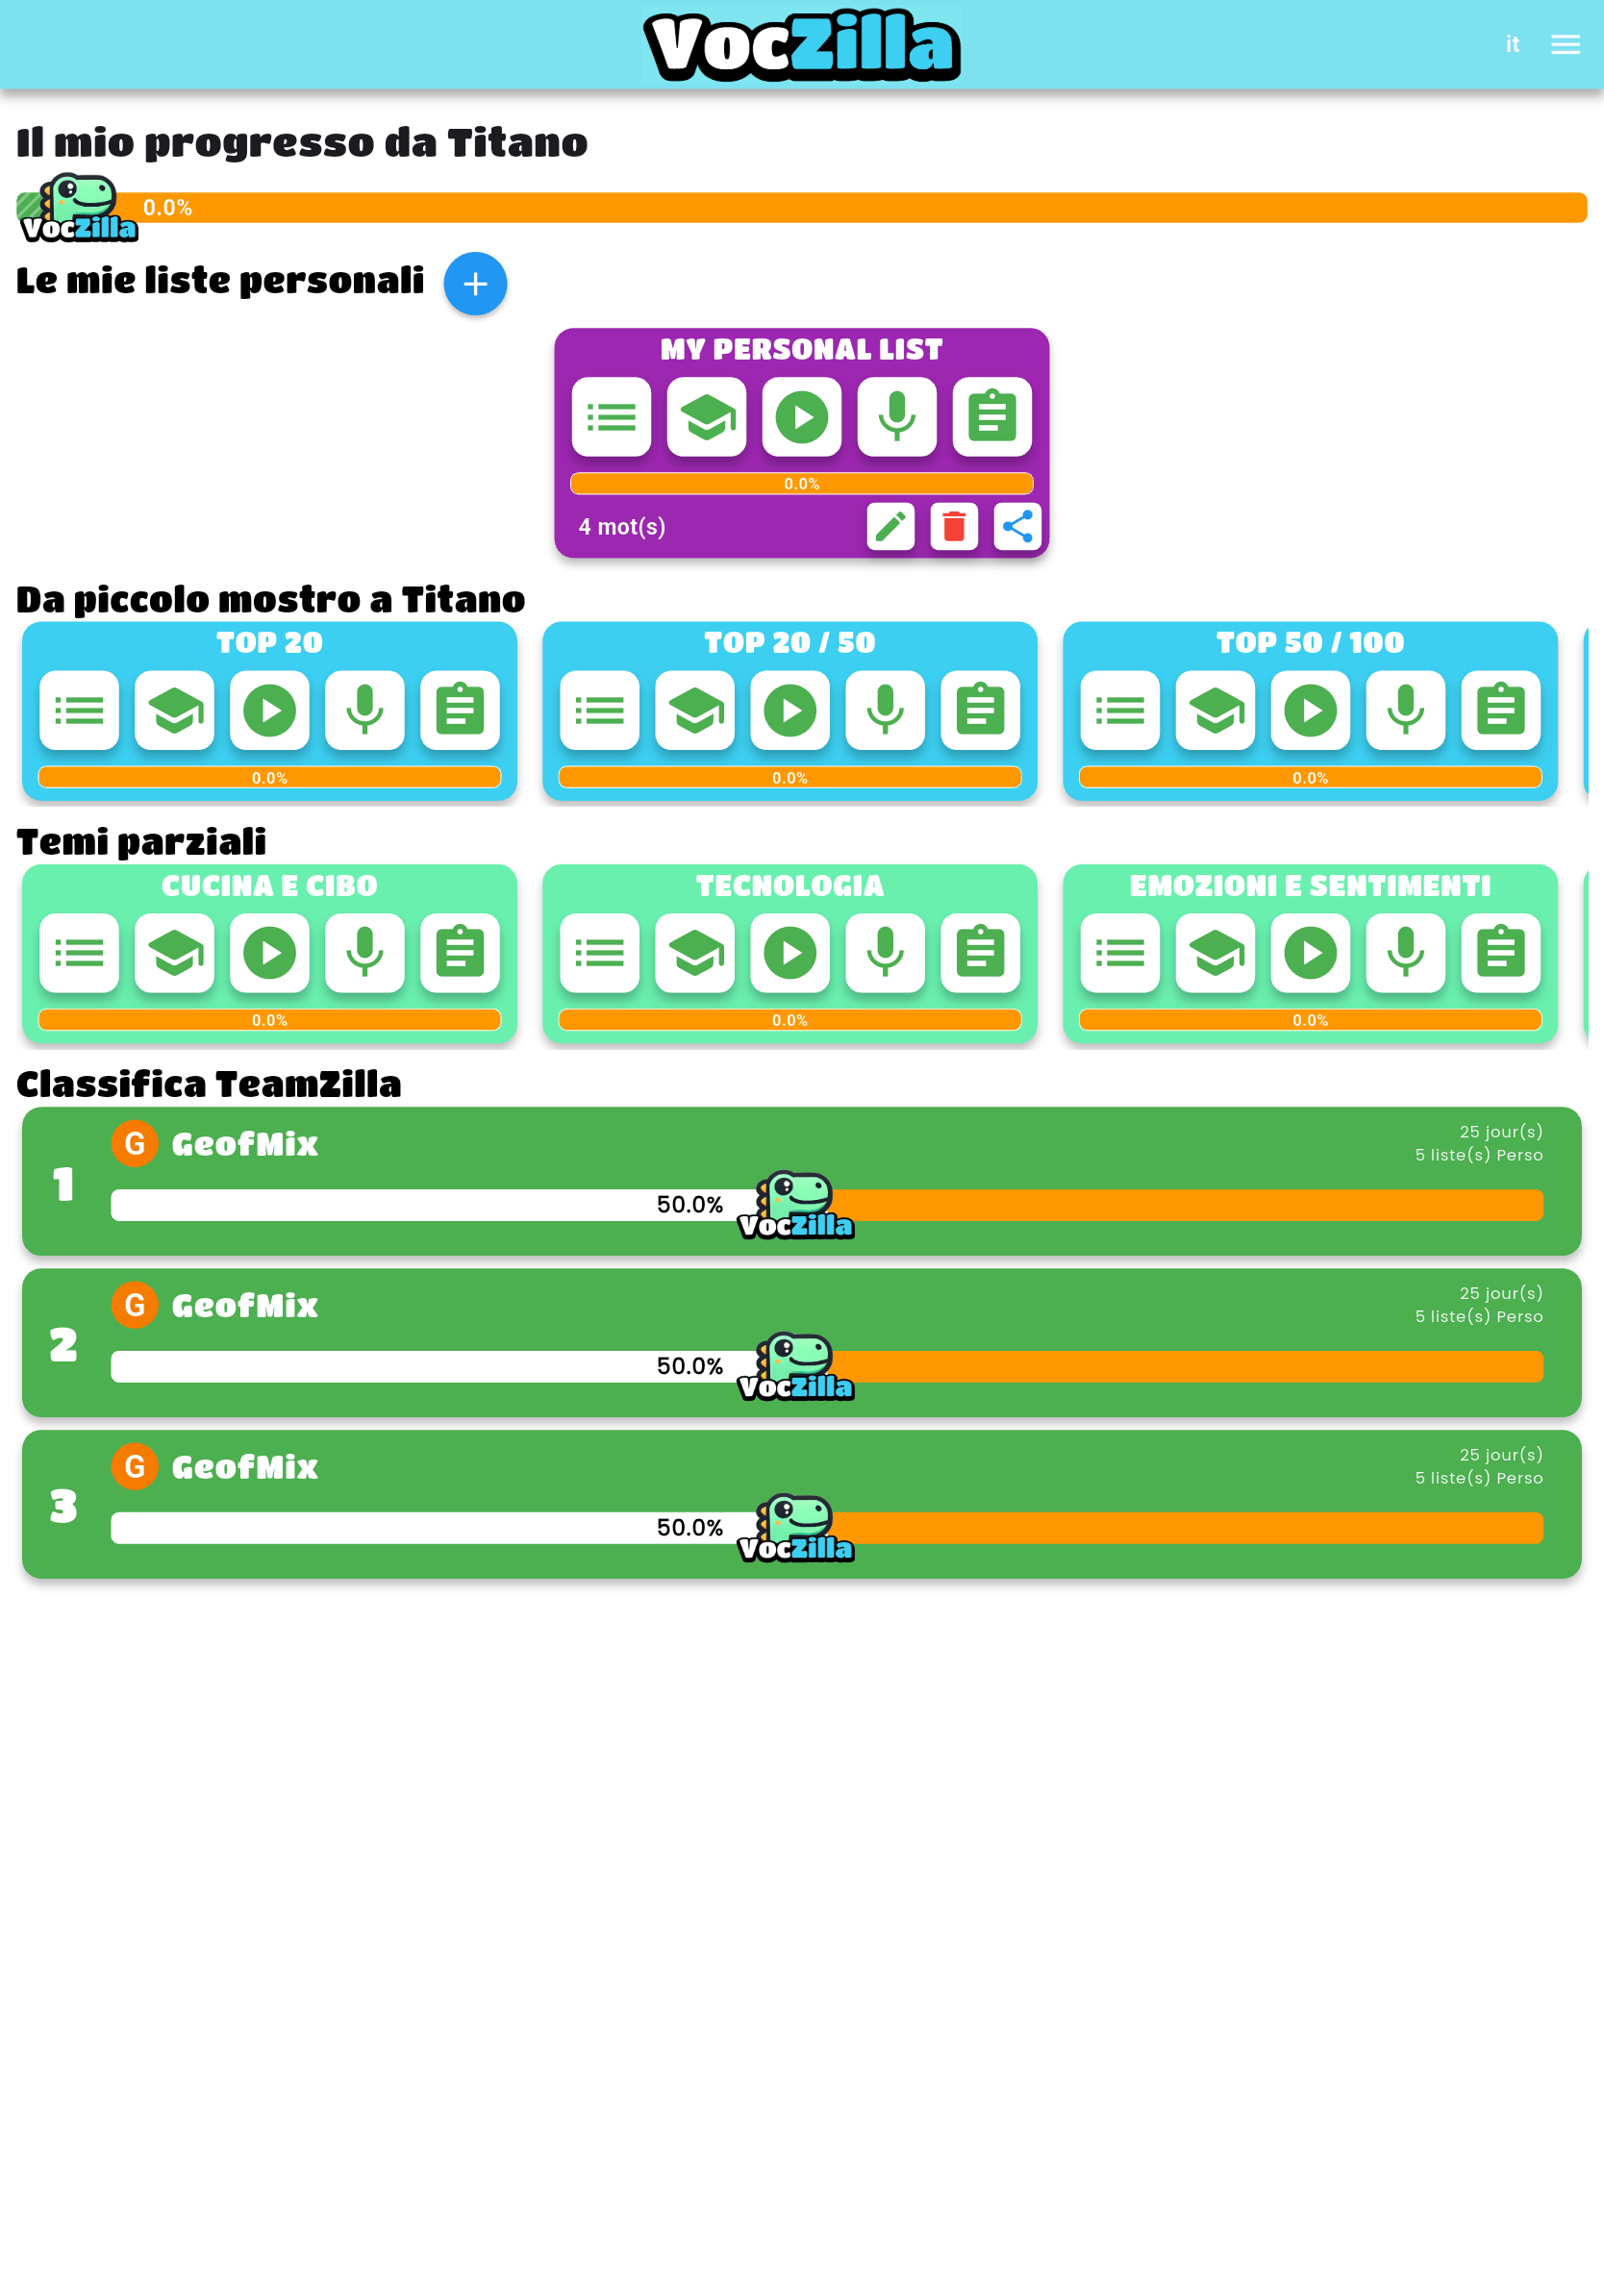 VocZilla
it
Il mio progresso da Titano
0.0%
VocZilla
Le mie liste personali
MY PERSONAL LIST
0.0%
4 mot(s)
Da piccolo mostro a Titano
TOP 20
TOP 20 / 50
TOP 50 / 100
0.0%
0.0%
0.0%
Temi parziali
CUCINA E CIBO
TECNOLOGIA
EMOZIONI E SENTIMENTI
0.0%
0.0%
0.0%
Classifica TeamZilla
1
G GeofMix
25 jour(s)
5 liste(s) Perso
50.0%
VocZilla
2
G GeofMix
25 jour(s)
5 liste(s) Perso
50.0%
VocZilla
3
G GeofMix
25 jour(s)
5 liste(s) Perso
50.0%
VocZilla